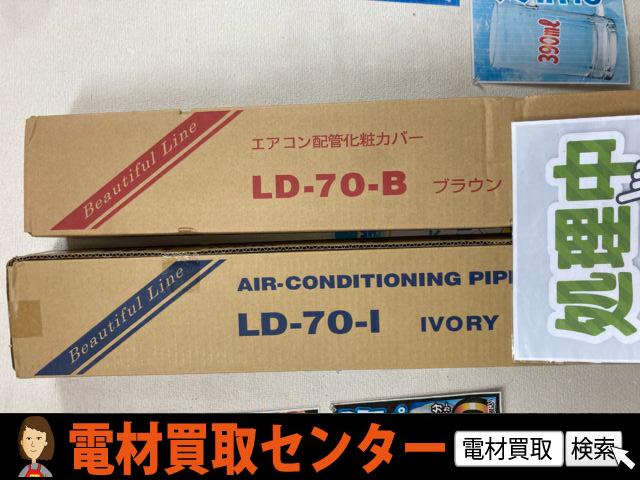 390ml
Beautiful Line
エアコン配管化粧カバー
LD-70-B ブラウン
Beautiful Line
AIR-CONDITIONING PIP
LD-70-I IVORY
処理中
電材買取センター
電材買取 検索